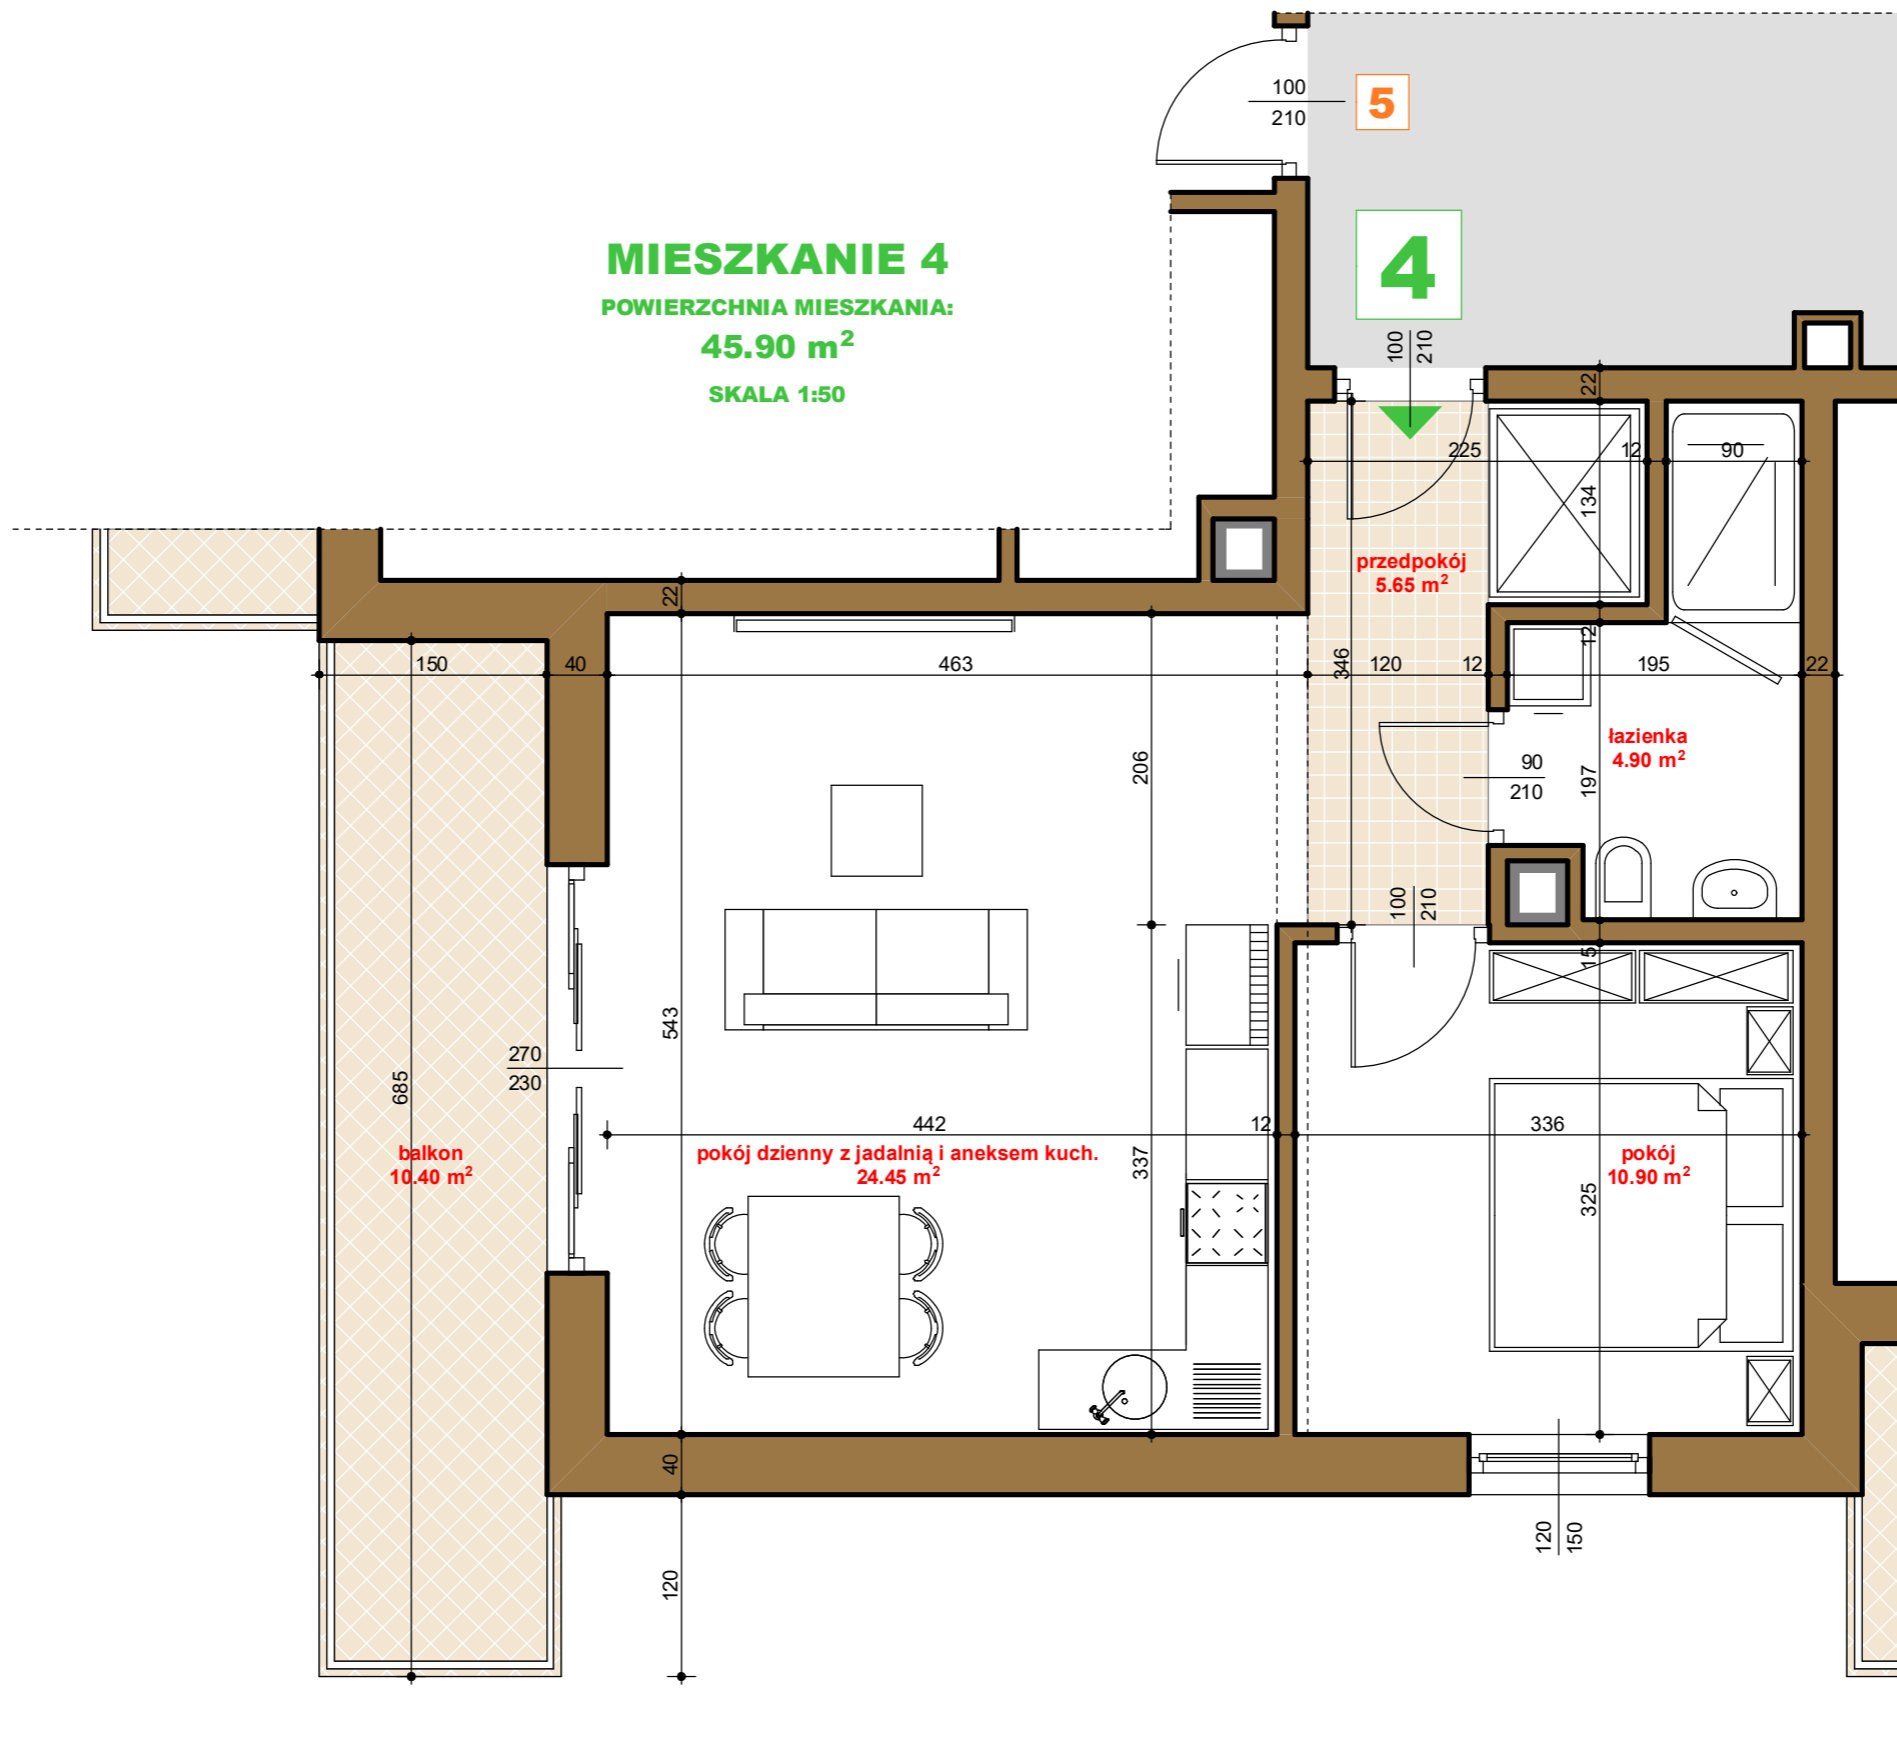 100
210
5
4
MIESZKANIE 4
POWIERZCHNIA MIESZKANIA:
45.90 m²
SKALA 1:50
100
210
22
225
12
90
134
przedpokój
5.65 m²
22
12
150
40
463
346
120
12
195
22
łazienka
4.90 m²
206
90
210
197
100
210
15
543
270
230
685
442
12
336
balkon
10.40 m²
pokój dzienny z jadalnią i aneksem kuch.
24.45 m²
337
pokój
10.90 m²
325
40
120
150
120